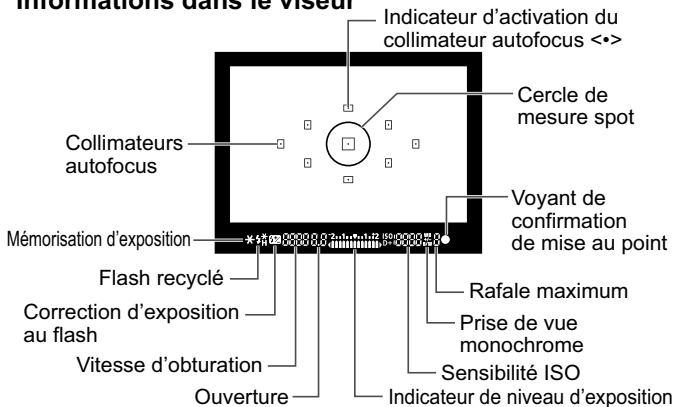 Informations dans le viseur
Indicateur d'activation du
collimateur autofocus <•>
Cercle de
mesure spot
Collimateurs
autofocus
Voyant de
confirmation
de mise au point
Mémorisation d'exposition
Flash recyclé
Correction d'exposition
au flash
Vitesse d'obturation
Ouverture
Rafale maximum
Prise de vue
monochrome
Sensibilité ISO
Indicateur de niveau d'exposition